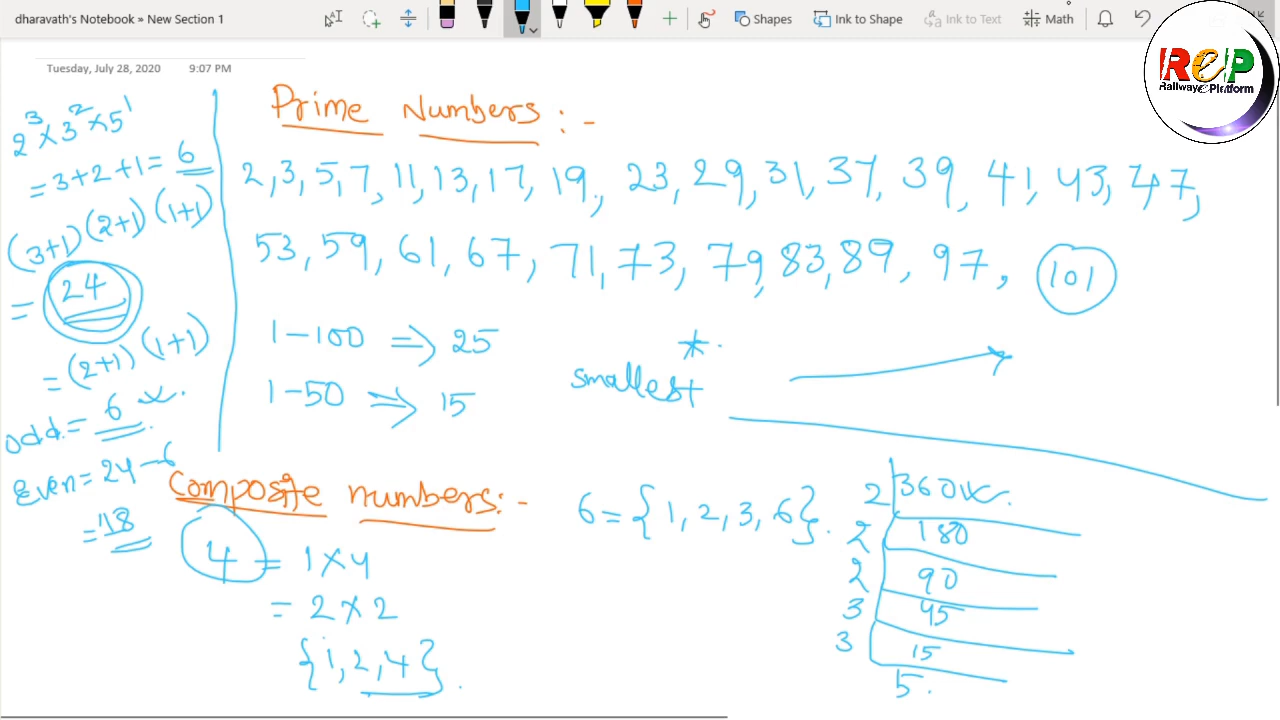 dharavath's Notebook » New Section 1
Shapes
Ink to Shape
Ink to Text
Math
ReP
Railways Platform
Tuesday, July 28, 2020 9:07 PM
2³ × 3² × 5¹
= 3+2+1 = 6
(3+1) (2+1) (1+1)
= 24
= (2+1) (1+1)
odd = 6
Even = 24 - 6
= 18
Prime Numbers :-
2, 3, 5, 7, 11, 13, 17, 19, 23, 29, 31, 37, 39, 41, 43, 47,
53, 59, 61, 67, 71, 73, 79, 83, 89, 97, 101
1 - 100 => 25
1 - 50 => 15
*.
smallest
Composite numbers :-
4 = 1 × 4
= 2 × 2
{1, 2, 4}.
6 = {1, 2, 3, 6}.
2 360
2 180
2 90
3 45
3 15
5.